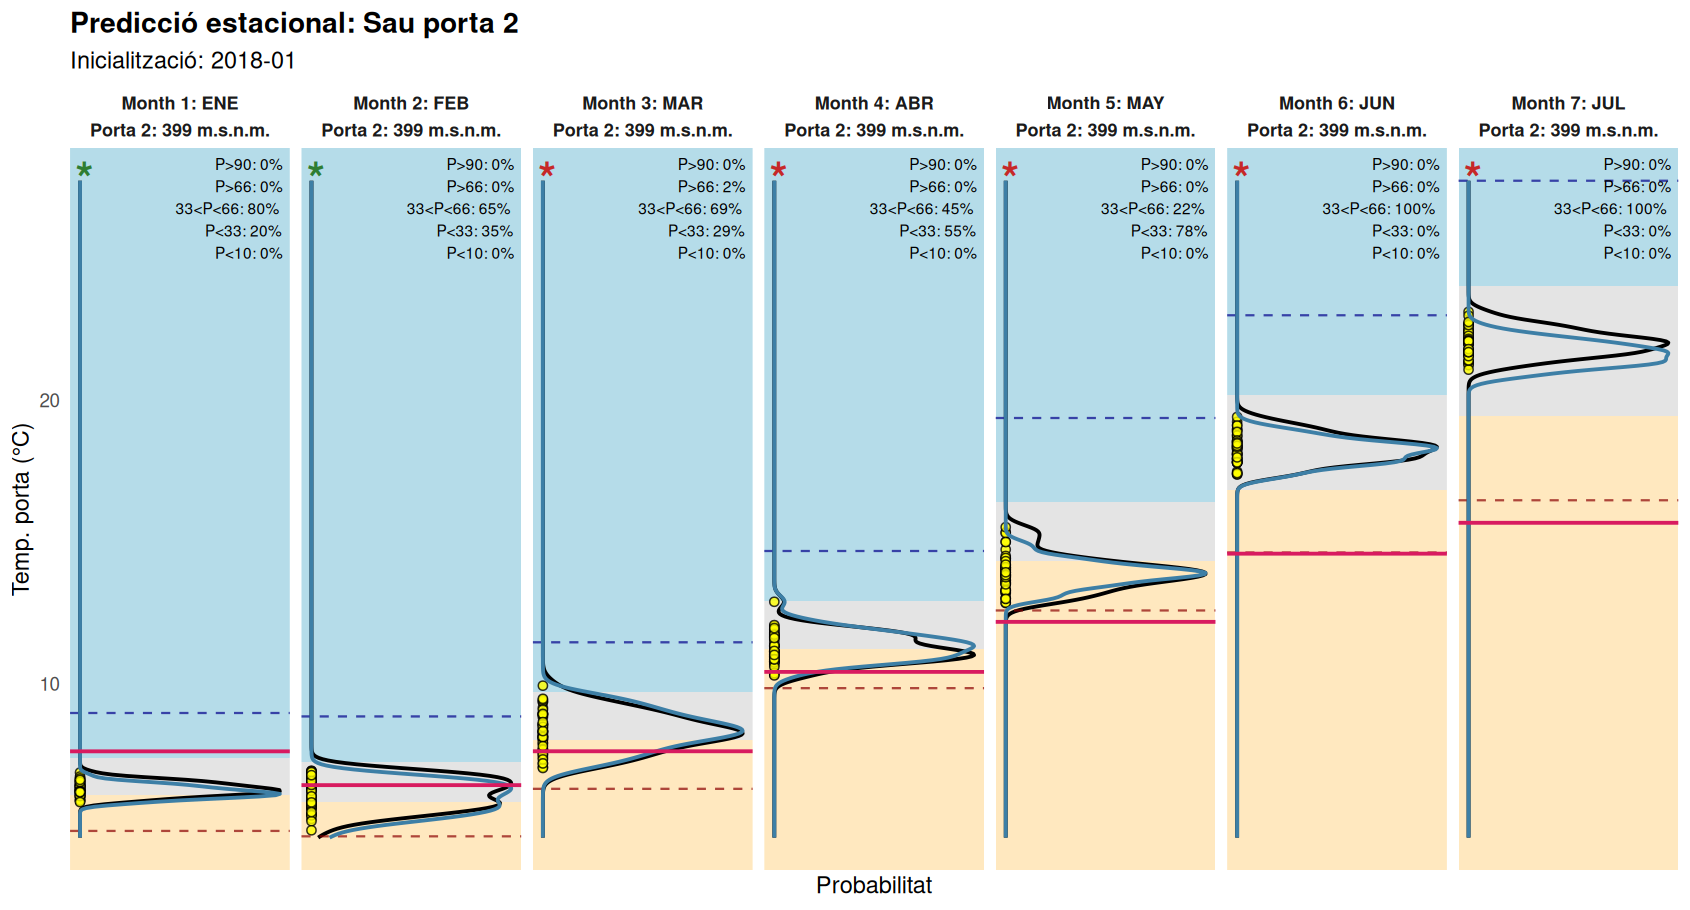 Predicció estacional: Sau porta 2
Inicialització: 2018-01
Month 1: ENE
Porta 2: 399 m.s.n.m.
Month 2: FEB
Porta 2: 399 m.s.n.m.
Month 3: MAR
Porta 2: 399 m.s.n.m.
Month 4: ABR
Porta 2: 399 m.s.n.m.
Month 5: MAY
Porta 2: 399 m.s.n.m.
Month 6: JUN
Porta 2: 399 m.s.n.m.
Month 7: JUL
Porta 2: 399 m.s.n.m.
*
P>90: 0%
P>66: 0%
33<P<66: 80%
P<33: 20%
P<10: 0%
*
P>90: 0%
P>66: 0%
33<P<66: 65%
P<33: 35%
P<10: 0%
*
P>90: 0%
P>66: 2%
33<P<66: 69%
P<33: 29%
P<10: 0%
*
P>90: 0%
P>66: 0%
33<P<66: 45%
P<33: 55%
P<10: 0%
*
P>90: 0%
P>66: 0%
33<P<66: 22%
P<33: 78%
P<10: 0%
*
P>90: 0%
P>66: 0%
33<P<66: 100%
P<33: 0%
P<10: 0%
*
P>90: 0%
P>66: 0%
33<P<66: 100%
P<33: 0%
P<10: 0%
20
10
Temp. porta (°C)
Probabilitat